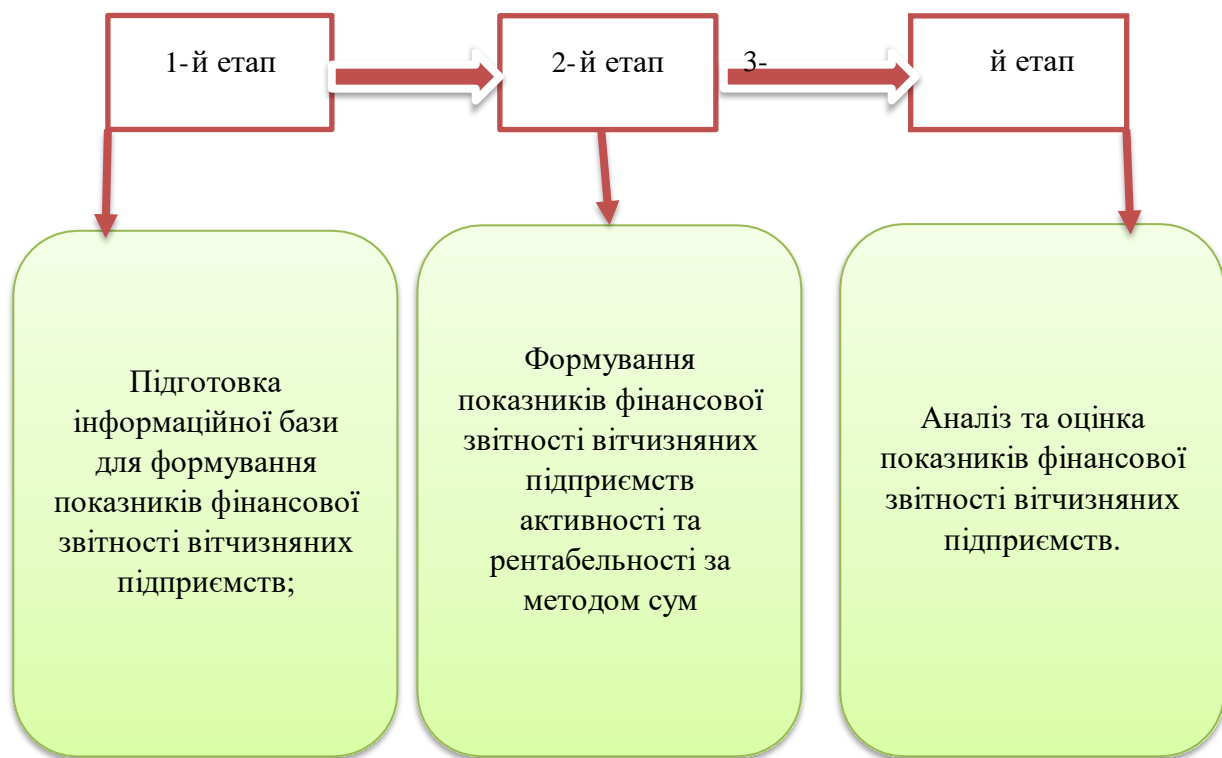 1-й етап
2-й етап
3-
й етап
Підготовка
інформаційної бази
для формування
показників фінансової
звітності вітчизняних
підприємств;
Формування
показників фінансової
звітності вітчизняних
підприємств
активності та
рентабельності за
методом сум
Аналіз та оцінка
показників фінансової
звітності вітчизняних
підприємств.